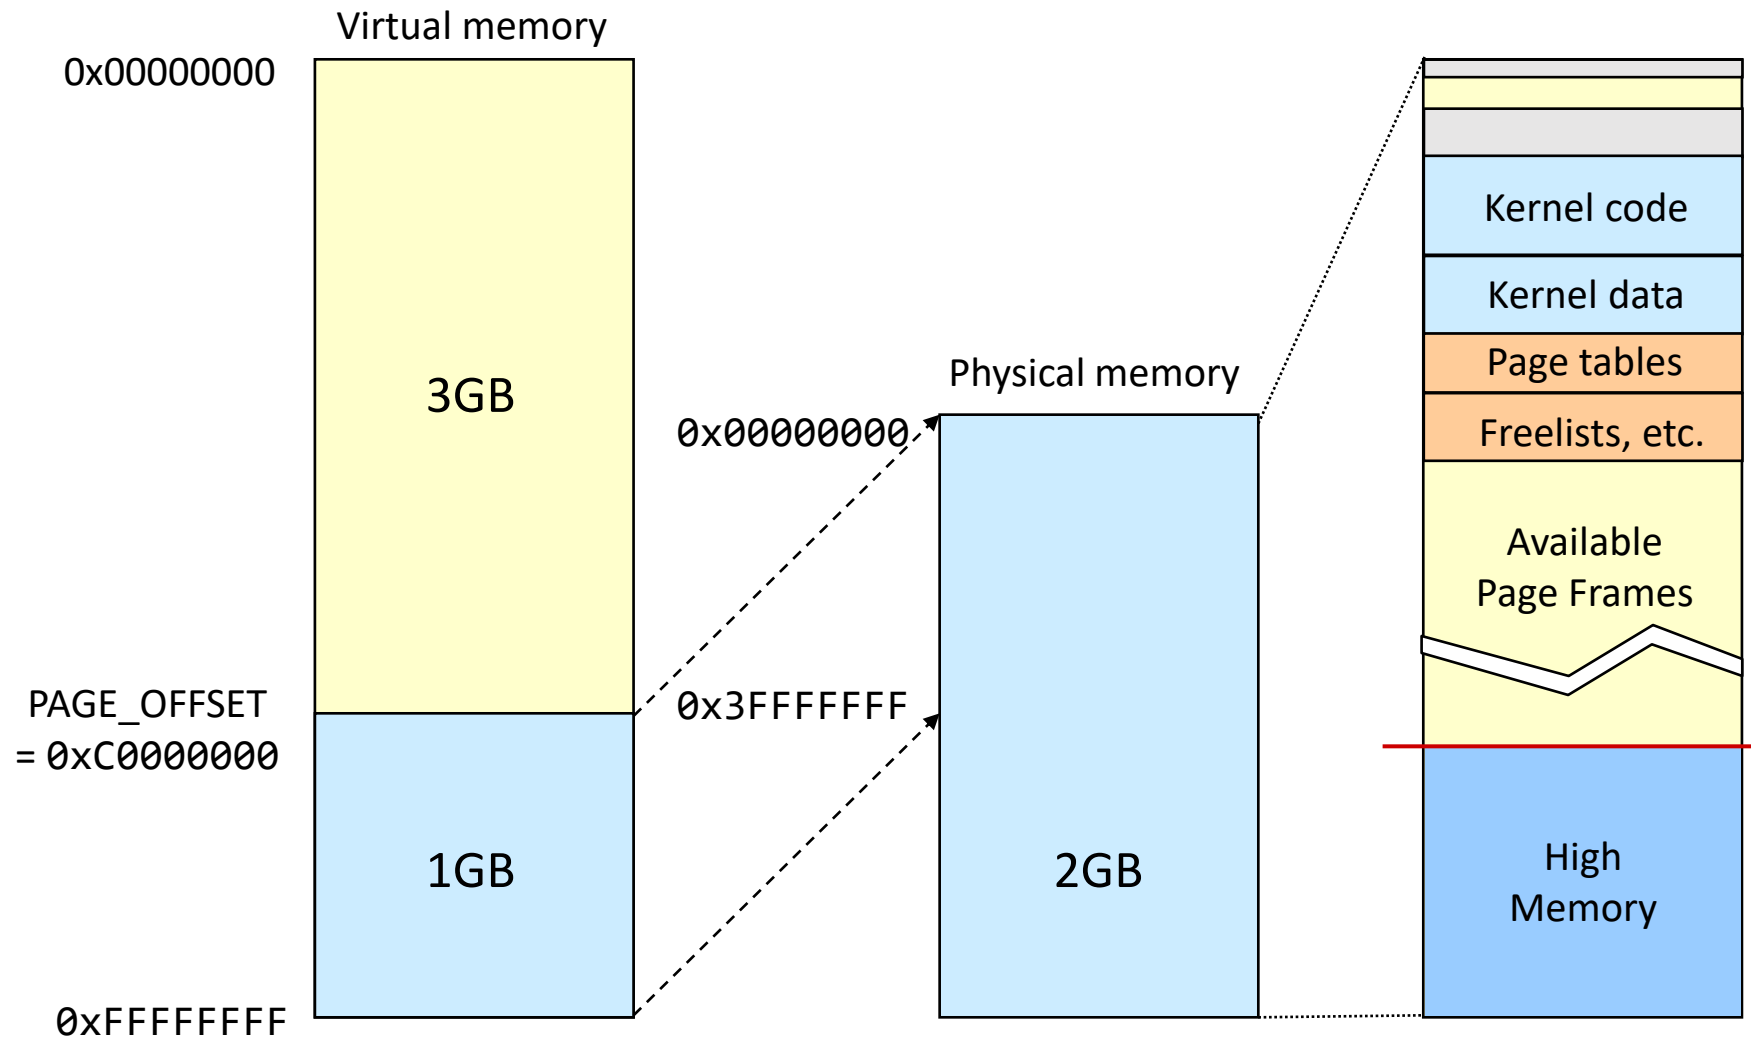 Virtual memory
0x00000000
3GB
PAGE_OFFSET
= 0xC0000000
1GB
0xFFFFFFFF
Physical memory
0x00000000
0x3FFFFFFF
2GB
Kernel code
Kernel data
Page tables
Freelists, etc.
Available
Page Frames
High
Memory